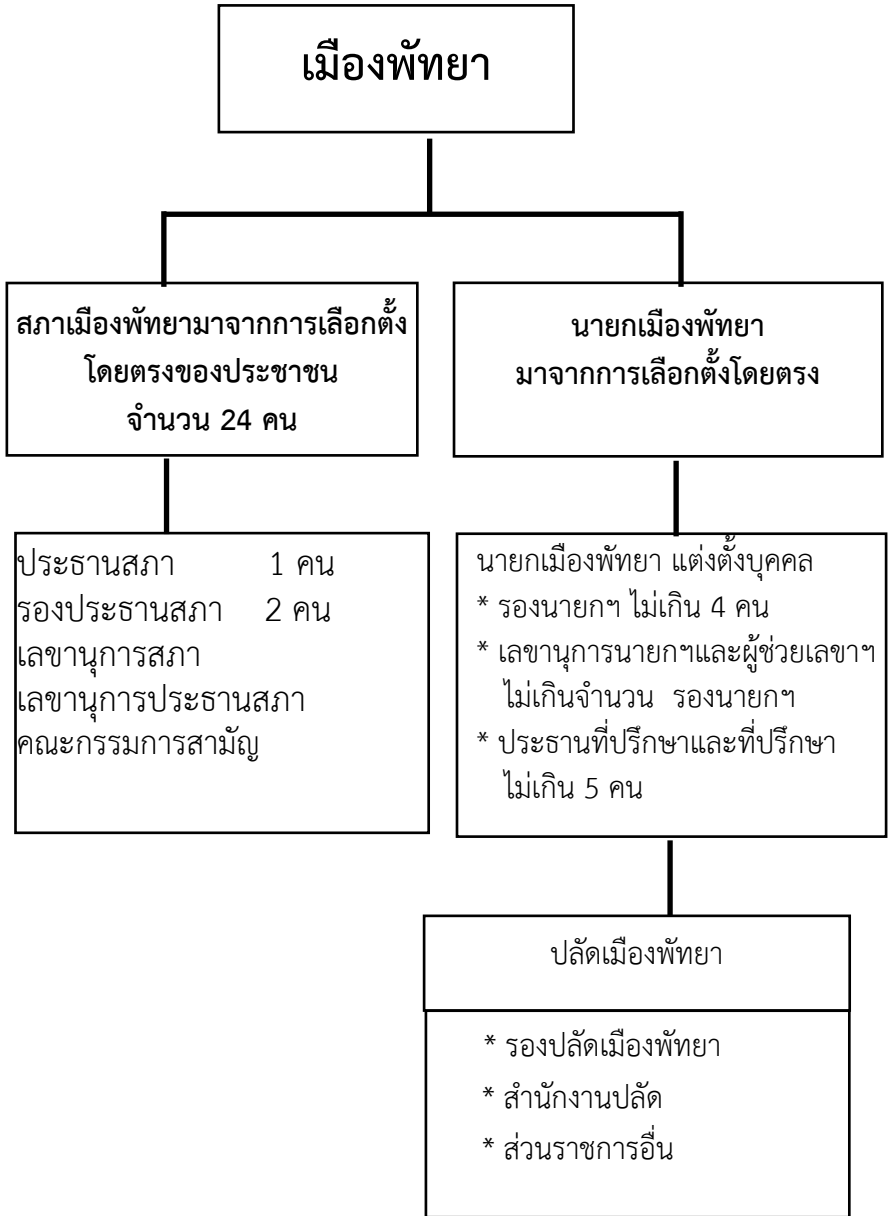 เมืองพัทยา
สภาเมืองพัทยามาจากการเลือกตั้ง
โดยตรงของประชาชน
จำนวน 24 คน
นายกเมืองพัทยา
มาจากการเลือกตั้งโดยตรง
ประธานสภา 1 คน
รองประธานสภา 2 คน
เลขานุการสภา
เลขานุการประธานสภา
คณะกรรมการสามัญ
นายกเมืองพัทยา แต่งตั้งบุคคล
* รองนายกฯ ไม่เกิน 4 คน
* เลขานุการนายกฯและผู้ช่วยเลขาฯ
ไม่เกินจำนวน รองนายกฯ
* ประธานที่ปรึกษาและที่ปรึกษา
ไม่เกิน 5 คน
ปลัดเมืองพัทยา
* รองปลัดเมืองพัทยา
* สำนักงานปลัด
* ส่วนราชการอื่น